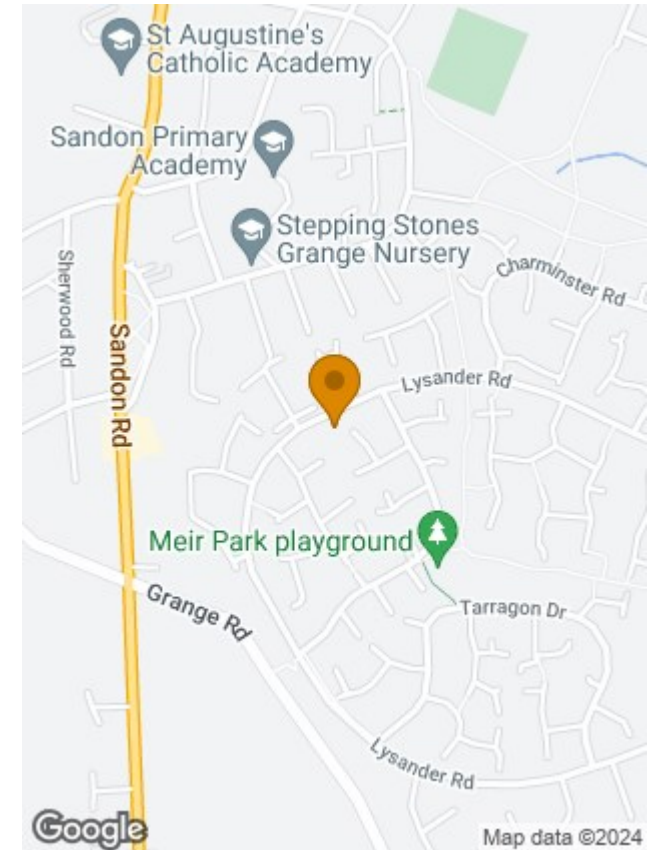 St Augustine's
Catholic Academy
Sandon Primary
Academy
Stepping Stones
Grange Nursery
Charminster Rd
Sherwood Rd
Sandon Rd
Lysander Rd
Meir Park playground
Grange Rd
Tarragon Dr
Lysander Rd
Google
Map data ©2024